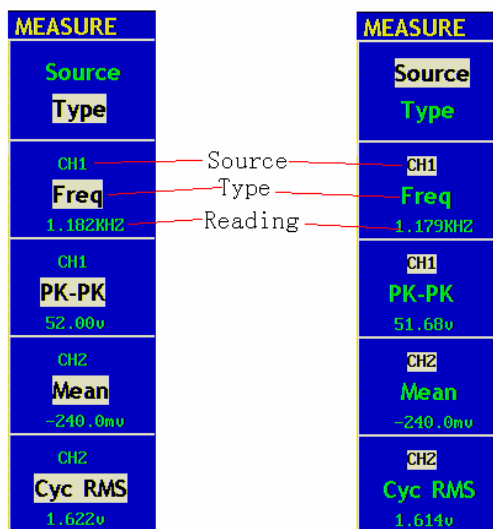 MEASURE
Source
Type
CH1
Freq
1.182KHZ
CH1
PK-PK
52.00v
CH2
Mean
-240.0mv
CH2
Cyc RMS
1.622v
Source
Type
Reading
MEASURE
Source
Type
CH1
Freq
1.179KHZ
CH1
PK-PK
51.68v
CH2
Mean
-240.0mv
CH2
Cyc RMS
1.614v